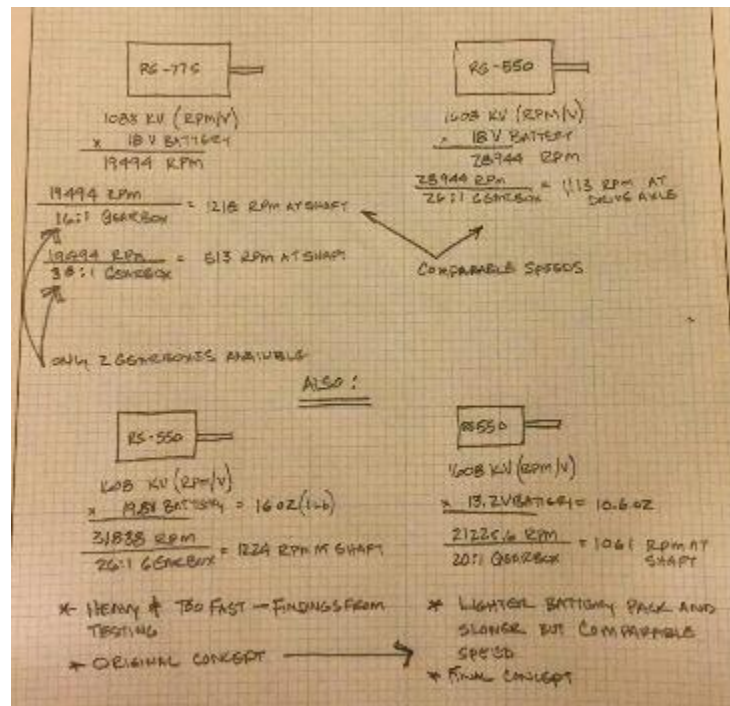 RS-775
1083 KV (RPM/V)
x 18 V BATTERY
19494 RPM
19494 RPM
16:1 GEARBOX
= 1218 RPM AT SHAFT
19494 RPM
38:1 GEARBOX
= 513 RPM AT SHAFT
ONLY 2 GEARBOXES
RS-550
1608 KV (RPM/V)
x 18V BATTERY
28944 RPM
28944 RPM
26:1 GEARBOX
= 1113 RPM AT
DRIVE AXLE
COMPARABLE SPEEDS
ALSO:
RS-550
1608 KV (RPM/V)
x 19.8V BATTERY = 16 OZ (1 lb)
31838 RPM
26:1 GEARBOX
= 1224 RPM AT SHAFT
* HEAVY & TOO FAST - FINDINGS FROM
TESTING
* ORIGINAL CONCEPT
RS550
1608 KV (RPM/V)
x 13.2V BATTERY = 10.6 OZ
21225.6 RPM
20:1 GEARBOX
= 1061 RPM AT
SHAFT
* LIGHTER BATTERY PACK AND
SLOWER BUT COMPARABLE
SPEED
* FINAL CONCEPT